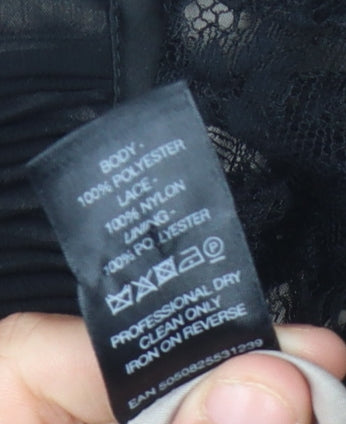 BODY -
100% POLYESTER
LACE -
100% NYLON
LINING -
100% POLYESTER
P
PROFESSIONAL DRY
CLEAN ONLY
IRON ON REVERSE
EAN 5050825531239